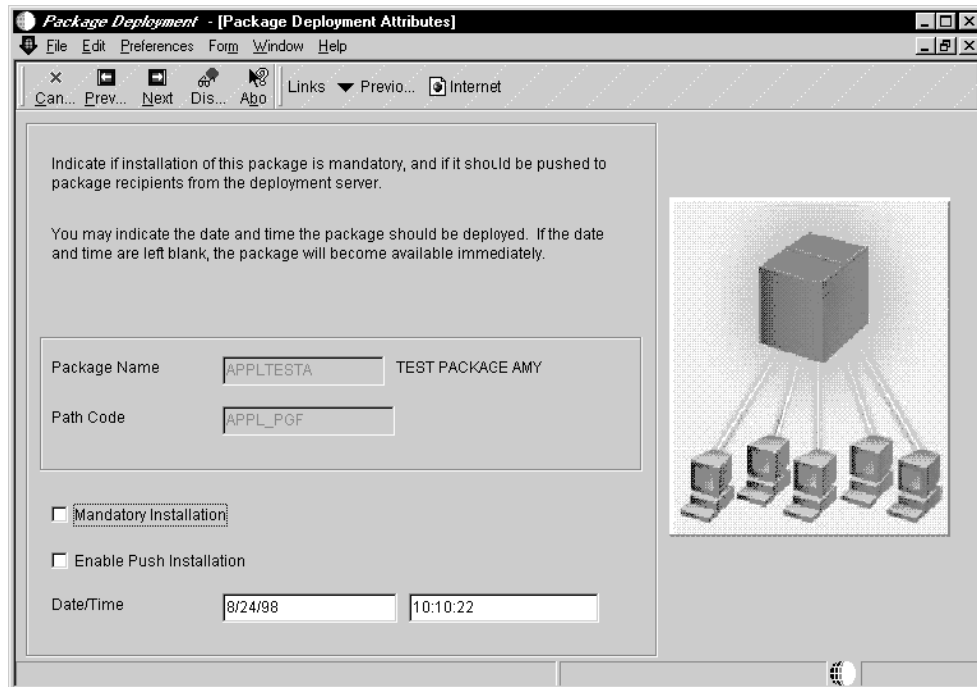 Package Deployment - [Package Deployment Attributes]
File Edit Preferences Form Window Help
Can... Prev... Next Dis... Abo Links Previo... Internet
Indicate if installation of this package is mandatory, and if it should be pushed to
package recipients from the deployment server.
You may indicate the date and time the package should be deployed. If the date
and time are left blank, the package will become available immediately.
Package Name APPLTESTA TEST PACKAGE AMY
Path Code APPL_PGF
Mandatory Installation
Enable Push Installation
Date/Time 8/24/98 10:10:22